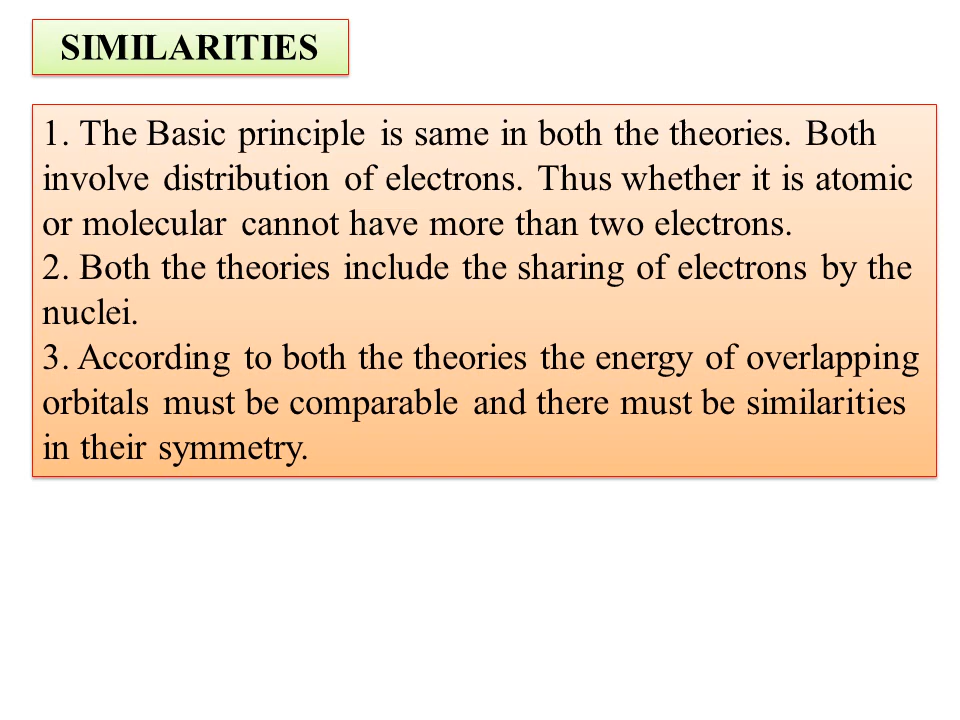 SIMILARITIES
1. The Basic principle is same in both the theories. Both
involve distribution of electrons. Thus whether it is atomic
or molecular cannot have more than two electrons.
2. Both the theories include the sharing of electrons by the
nuclei.
3. According to both the theories the energy of overlapping
orbitals must be comparable and there must be similarities
in their symmetry.